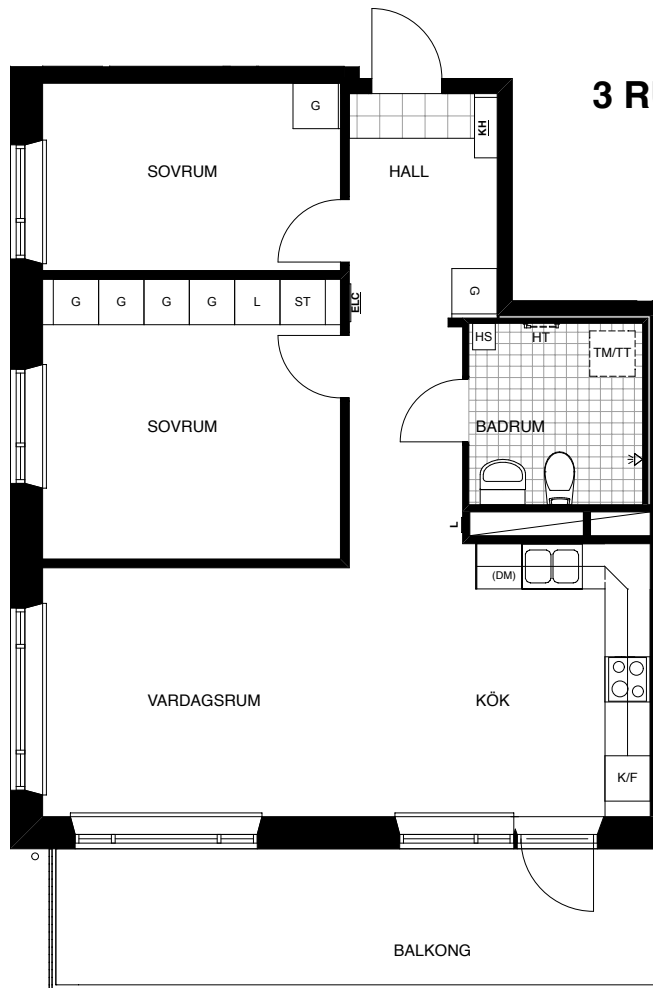 3 R
G
KH
SOVRUM
HALL
G
G
G
G
L
ST
ELC
G
HS
HT
TM/TT
SOVRUM
BADRUM
L
(DM)
VARDAGSRUM
KÖK
K/F
BALKONG